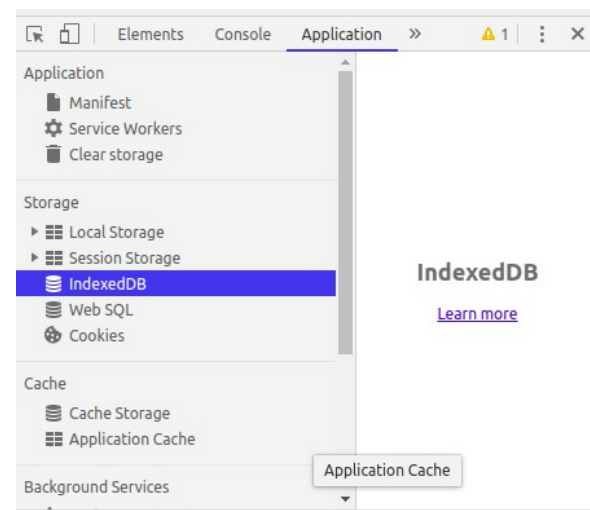 Elements Console Application » 1
Application
Manifest
Service Workers
Clear storage
Storage
Local Storage
Session Storage
IndexedDB
Web SQL
Cookies
Cache
Cache Storage
Application Cache
Background Services
IndexedDB
Learn more
Application Cache